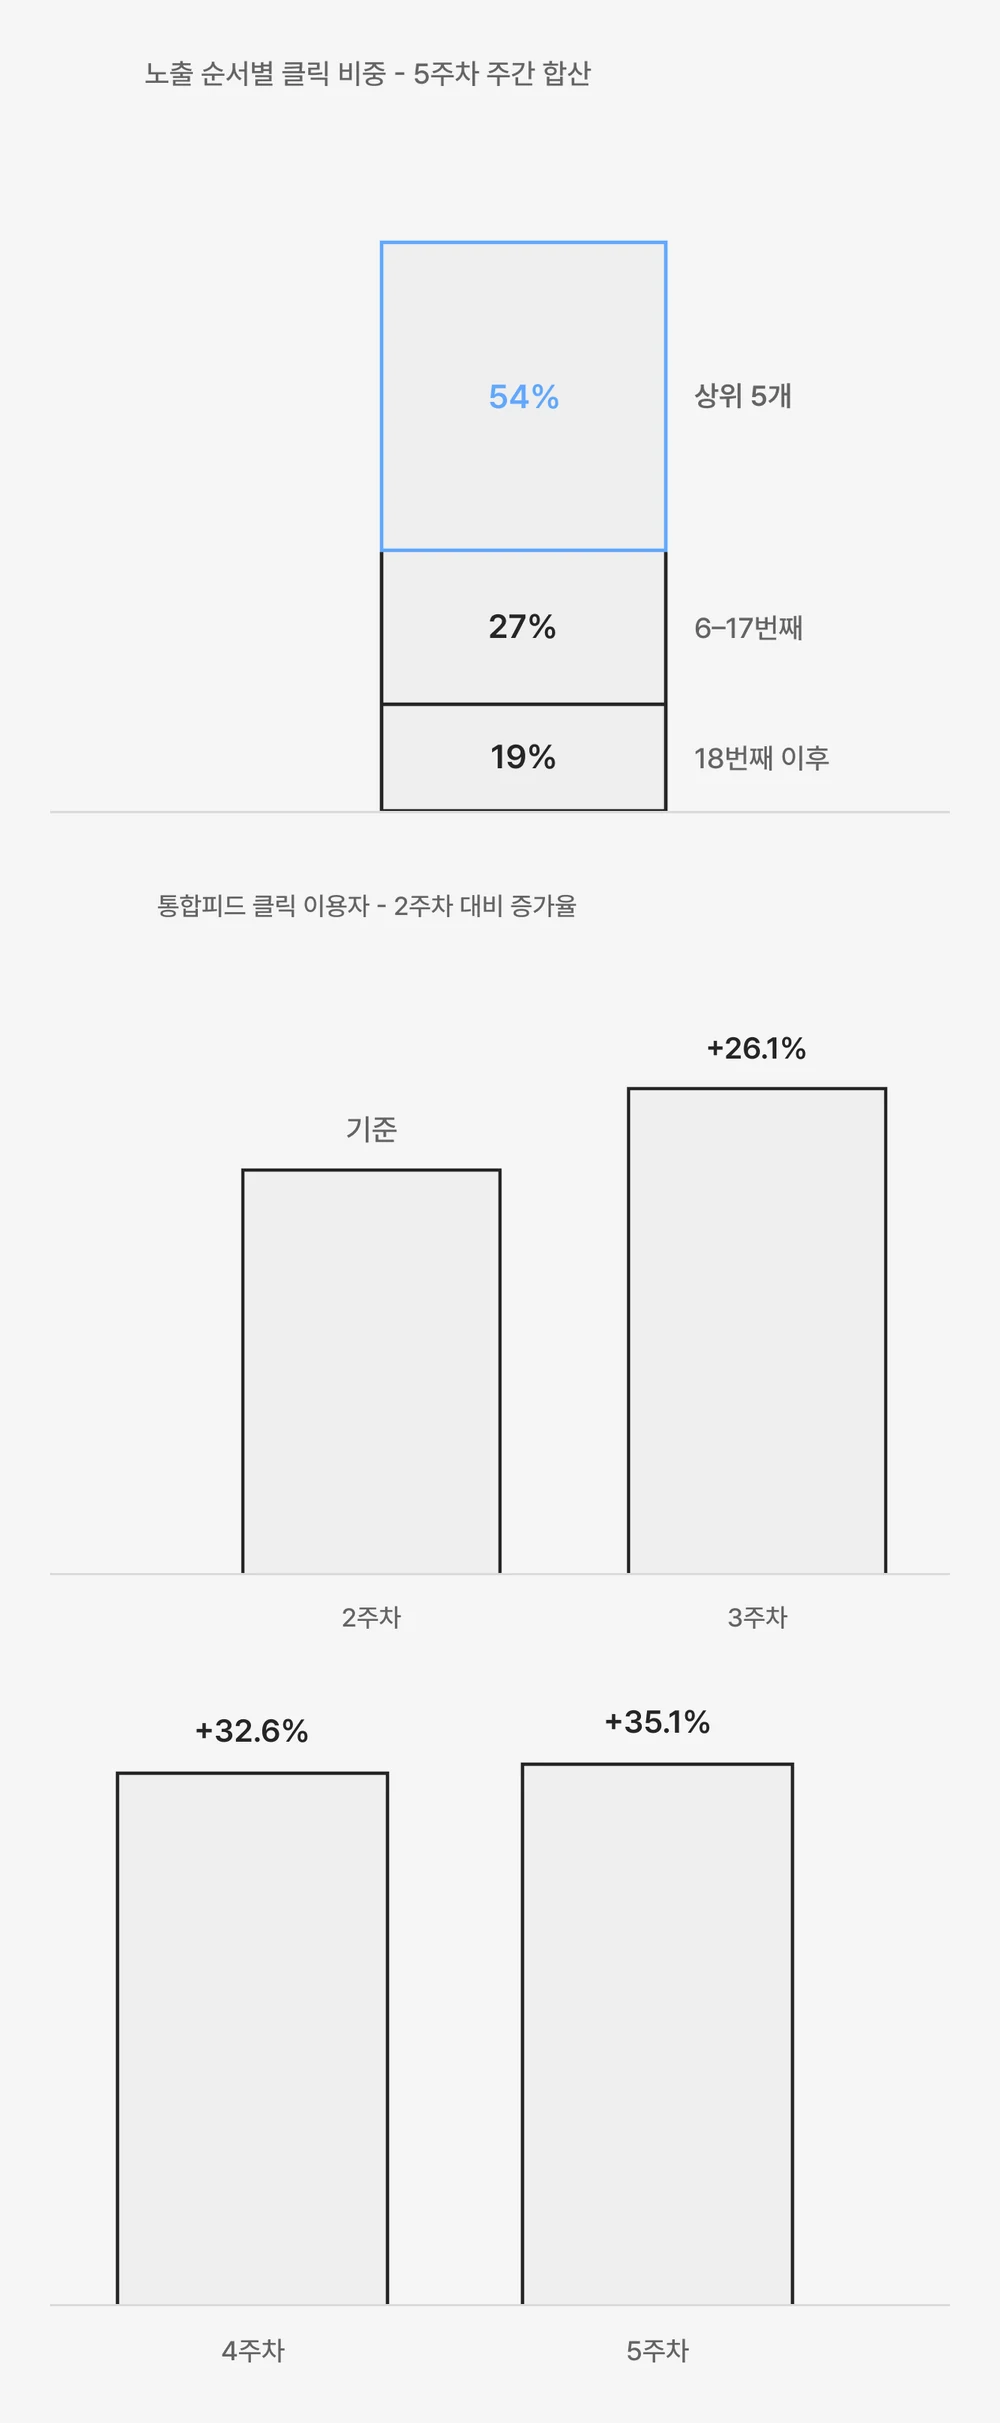 노출 순서별 클릭 비중 - 5주차 주간 합산
54%
상위 5개
27%
6–17번째
19%
18번째 이후
통합피드 클릭 이용자 - 2주차 대비 증가율
기준
+26.1%
2주차
3주차
+32.6%
+35.1%
4주차
5주차